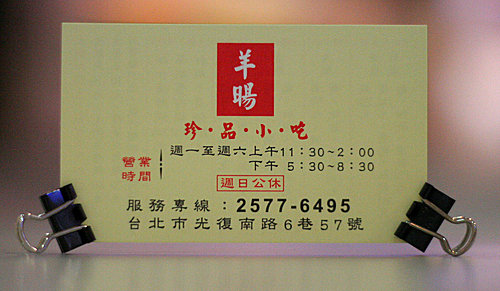 羊
暘
珍·品·小·吃
營業
時間
週一至週六上午11:30~2:00
下午 5:30~8:30
週日公休
服務專線:2577-6495
台北市光復南路6巷57號